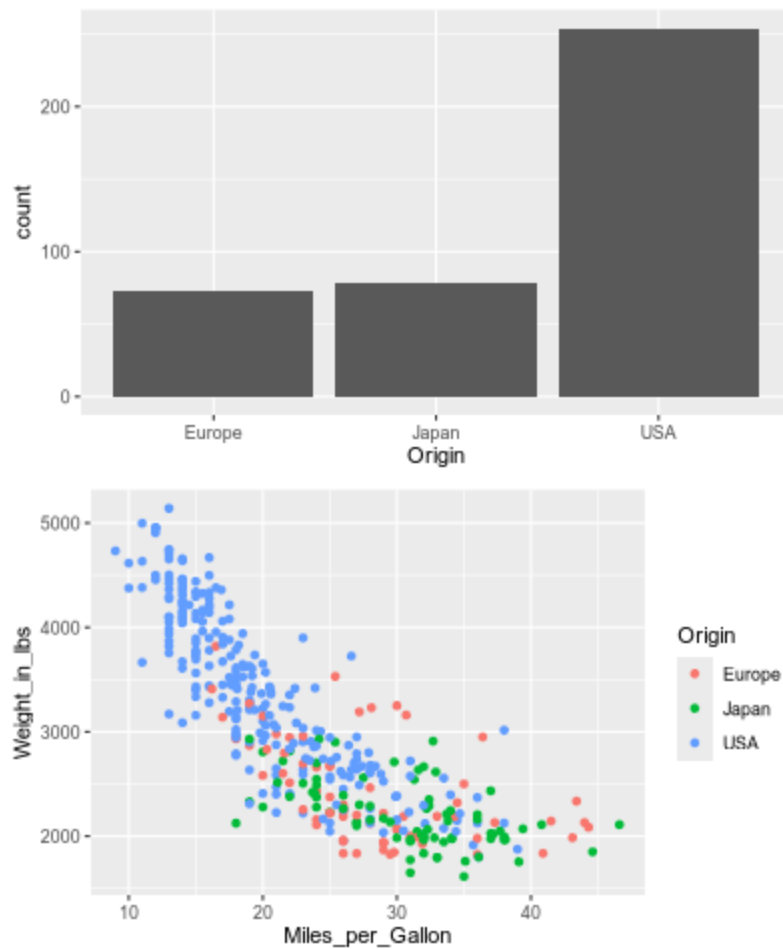 200
100
0
count
Europe Japan USA
Origin
5000
4000
3000
2000
Weight_in_lbs
10 20 30 40
Miles_per_Gallon
Origin
Europe
Japan
USA